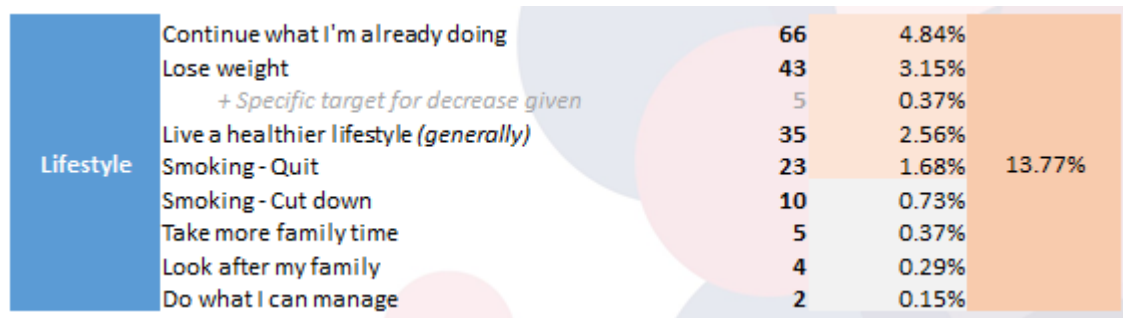 Continue what I'm already doing 66 4.84%
Lose weight 43 3.15%
+ Specific target for decrease given 5 0.37%
Live a healthier lifestyle (generally) 35 2.56%
Lifestyle Smoking - Quit 23 1.68% 13.77%
Smoking - Cut down 10 0.73%
Take more family time 5 0.37%
Look after my family 4 0.29%
Do what I can manage 2 0.15%